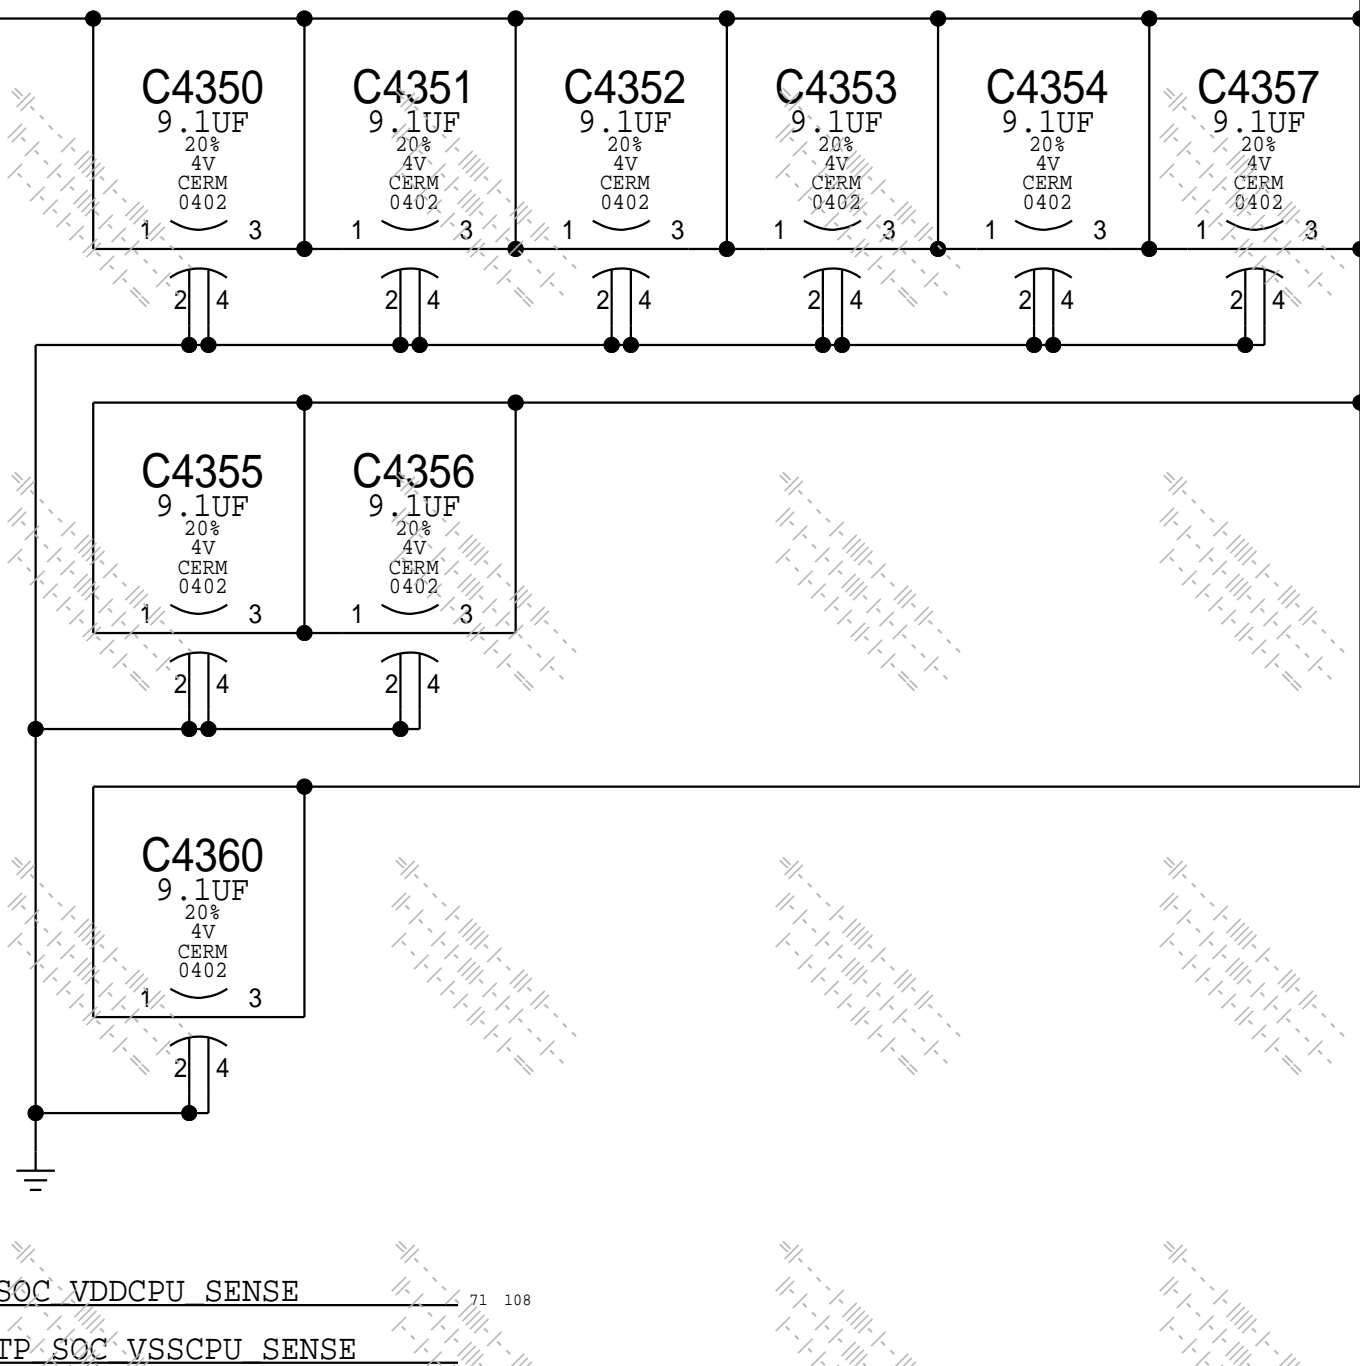 C4350 C4351 C4352 C4353 C4354 C4357
9.1UF 9.1UF 9.1UF 9.1UF 9.1UF 9.1UF
20% 20% 20% 20% 20% 20%
4V 4V 4V 4V 4V 4V
CERM CERM CERM CERM CERM CERM
0402 0402 0402 0402 0402 0402
1 3 1 3 1 3 1 3 1 3 1 3
2 4 2 4 2 4 2 4 2 4 2 4
C4355 C4356
9.1UF 9.1UF
20% 20%
4V 4V
CERM CERM
0402 0402
1 3 1 3
2 4 2 4
C4360
9.1UF
20%
4V
CERM
0402
1 3
2 4
SOC_VDDCPU_SENSE 71 108
TP_SOC_VSSCPU_SENSE